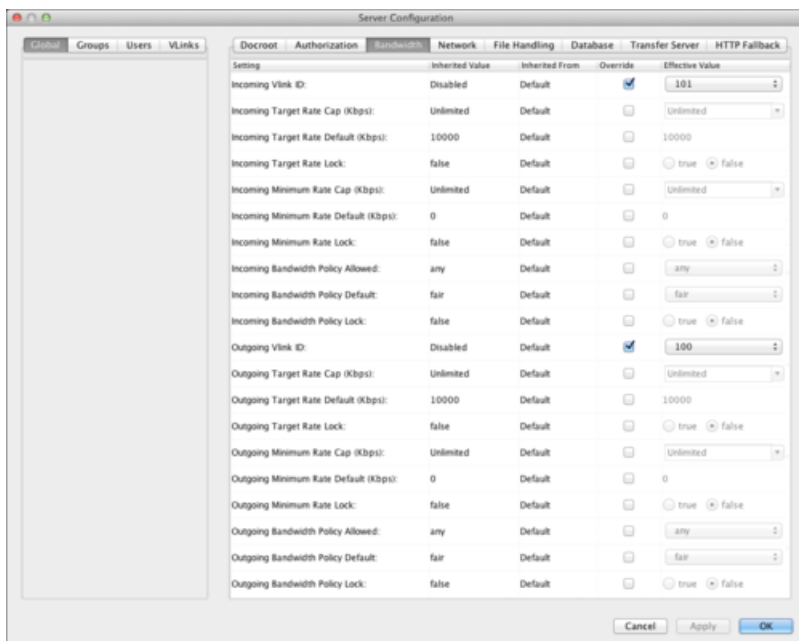 Server Configuration
Global Groups Users VLinks
Docroot Authorization Bandwidth Network File Handling Database Transfer Server HTTP Fallback
Setting Inherited Value Inherited From Override Effective Value
Incoming Vlink ID: Disabled Default 101
Incoming Target Rate Cap (Kbps): Unlimited Default Unlimited
Incoming Target Rate Default (Kbps): 10000 Default 10000
Incoming Target Rate Lock: false Default true false
Incoming Minimum Rate Cap (Kbps): Unlimited Default Unlimited
Incoming Minimum Rate Default (Kbps): 0 Default 0
Incoming Minimum Rate Lock: false Default true false
Incoming Bandwidth Policy Allowed: any Default any
Incoming Bandwidth Policy Default: fair Default fair
Incoming Bandwidth Policy Lock: false Default true false
Outgoing Vlink ID: Disabled Default 100
Outgoing Target Rate Cap (Kbps): Unlimited Default Unlimited
Outgoing Target Rate Default (Kbps): 10000 Default 10000
Outgoing Target Rate Lock: false Default true false
Outgoing Minimum Rate Cap (Kbps): Unlimited Default Unlimited
Outgoing Minimum Rate Default (Kbps): 0 Default 0
Outgoing Minimum Rate Lock: false Default true false
Outgoing Bandwidth Policy Allowed: any Default any
Outgoing Bandwidth Policy Default: fair Default fair
Outgoing Bandwidth Policy Lock: false Default true false
Cancel Apply OK